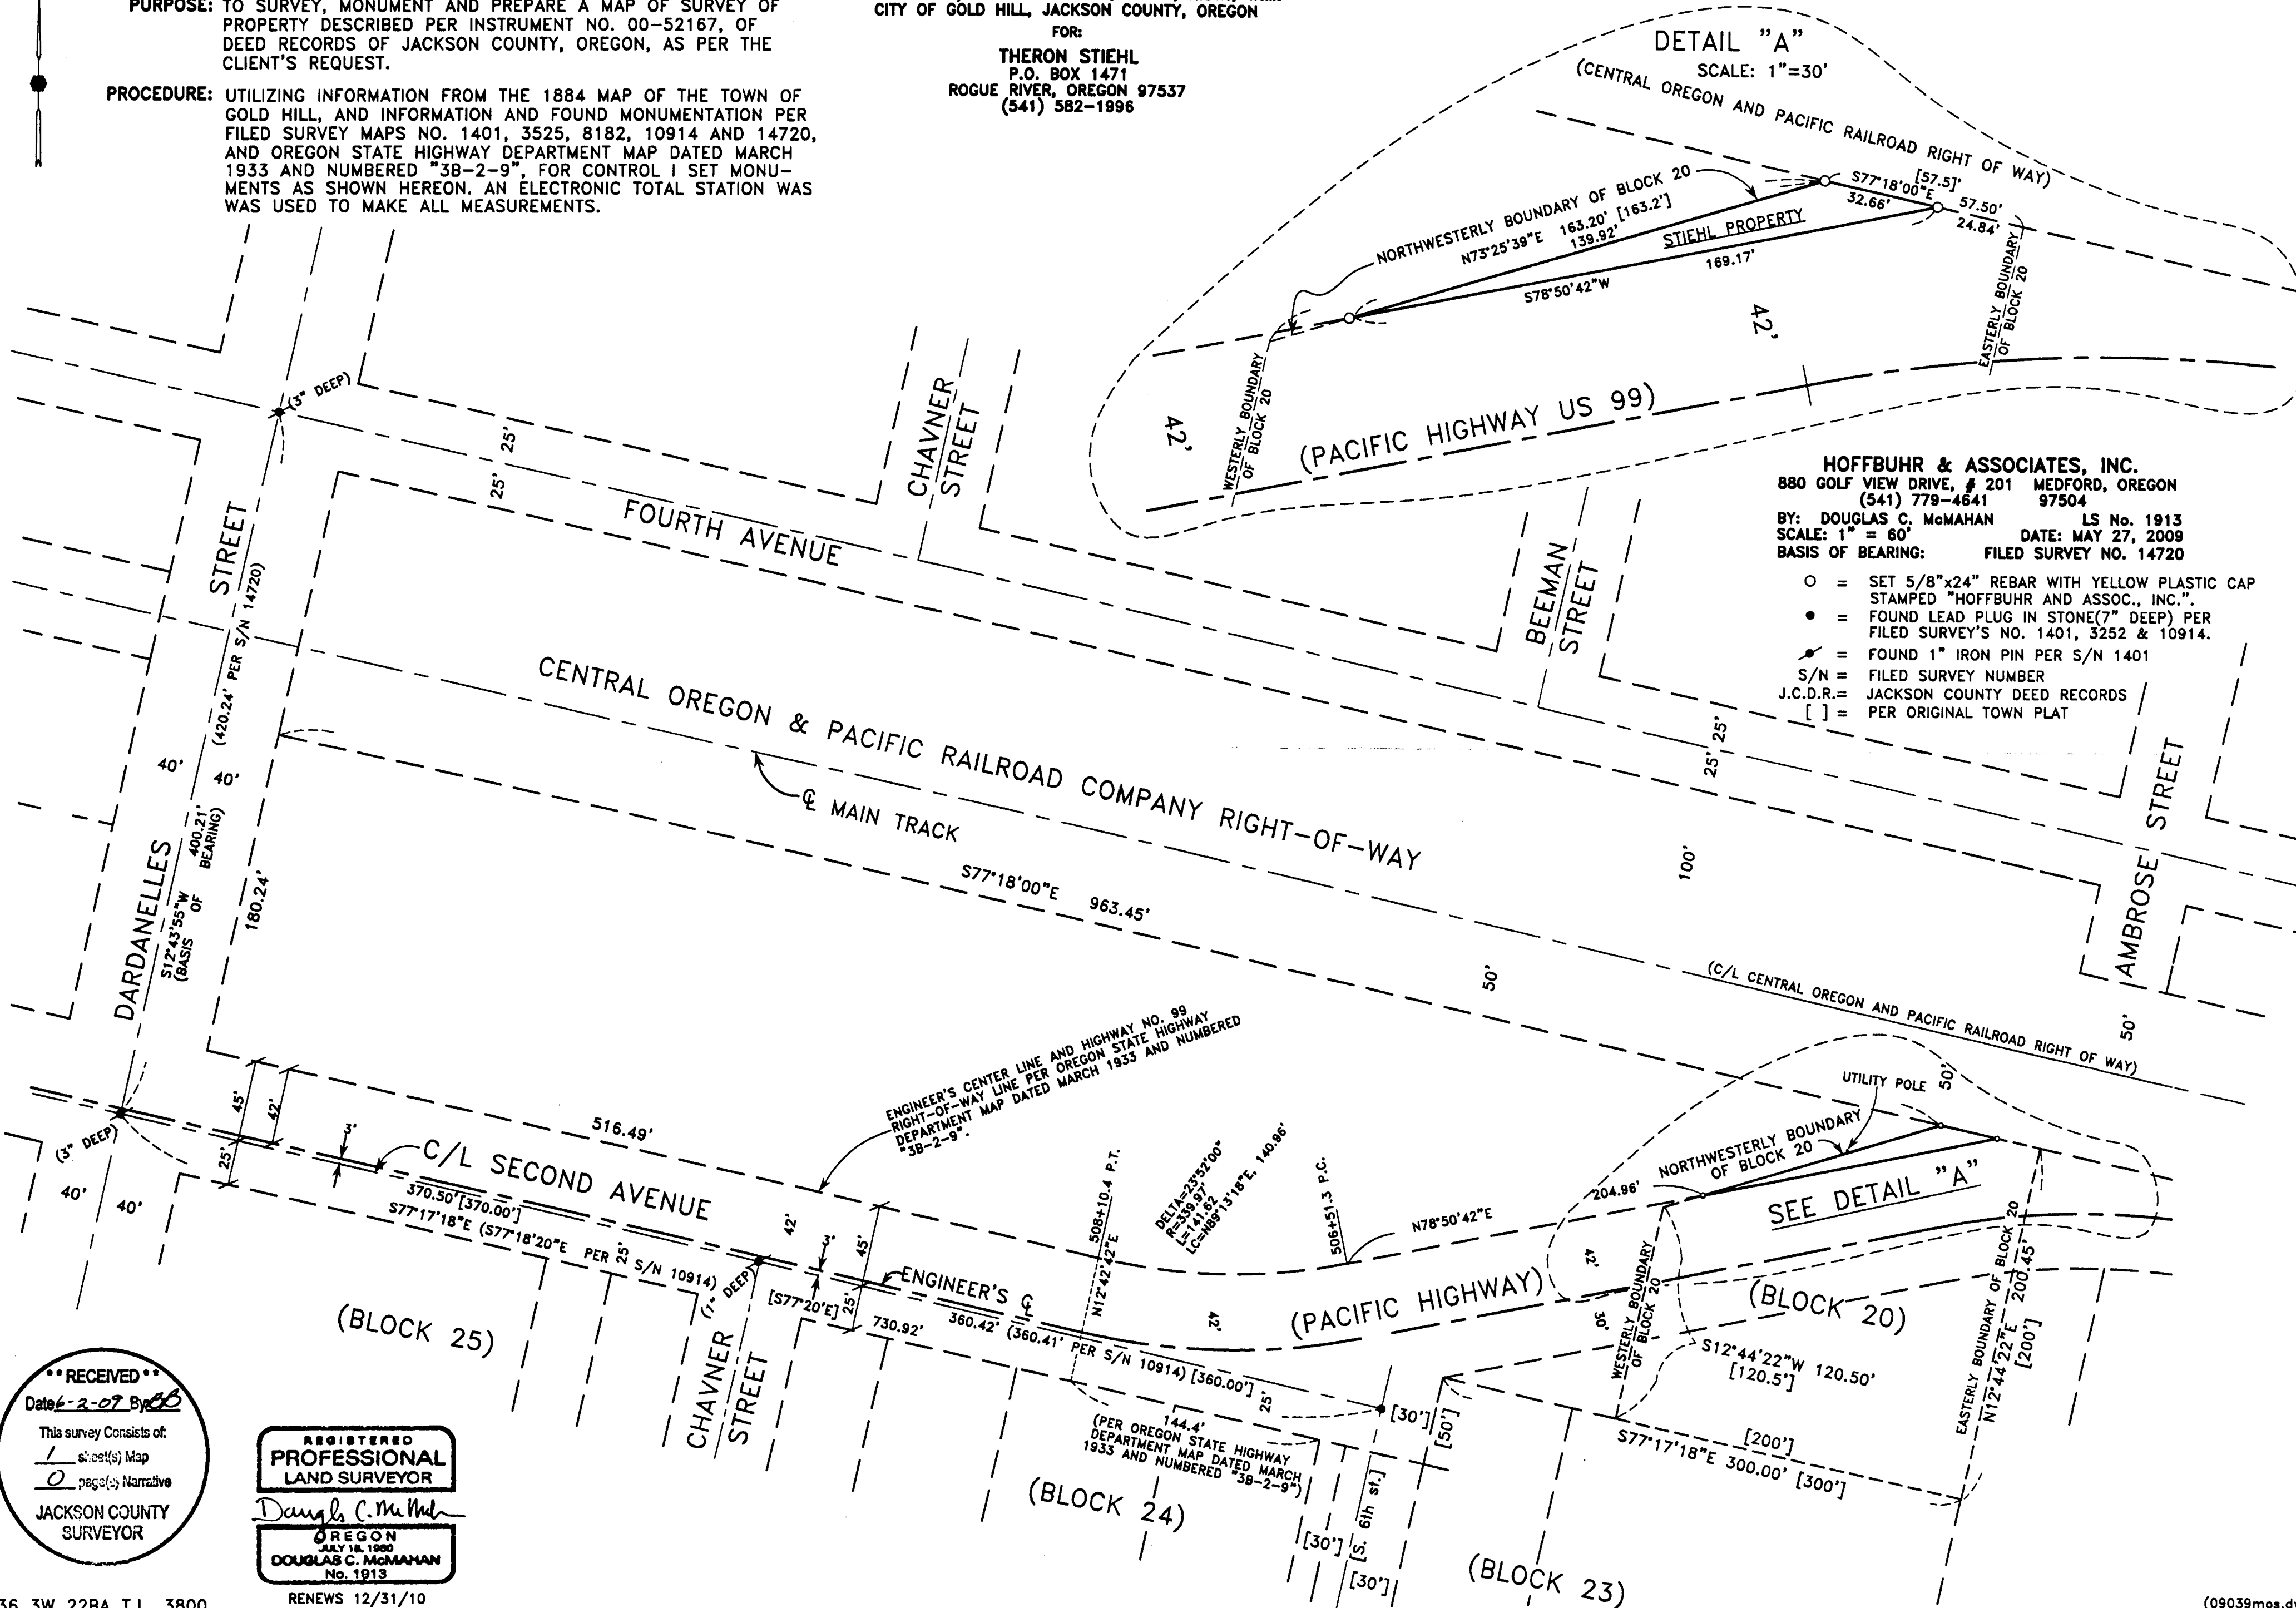 PURPOSE: TO SURVEY, MONUMENT AND PREPARE A MAP OF SURVEY OF
PROPERTY DESCRIBED PER INSTRUMENT NO. 00-52167, OF
DEED RECORDS OF JACKSON COUNTY, OREGON, AS PER THE
CLIENT'S REQUEST.
PROCEDURE: UTILIZING INFORMATION FROM THE 1884 MAP OF THE TOWN OF
GOLD HILL, AND INFORMATION AND FOUND MONUMENTATION PER
FILED SURVEY MAPS NO. 1401, 3525, 8182, 10914 AND 14720,
AND OREGON STATE HIGHWAY DEPARTMENT MAP DATED MARCH
1933 AND NUMBERED "3B-2-9", FOR CONTROL I SET MONU-
MENTS AS SHOWN HEREON. AN ELECTRONIC TOTAL STATION WAS
WAS USED TO MAKE ALL MEASUREMENTS.
CITY OF GOLD HILL, JACKSON COUNTY, OREGON
FOR:
THERON STIEHL
P.O. BOX 1471
ROGUE RIVER, OREGON 97537
(541) 582-1996
DETAIL "A"
SCALE: 1"=30'
(CENTRAL OREGON AND PACIFIC RAILROAD RIGHT OF WAY)
[57.5]'
S77°18'00"E
32.66'
57.50'
24.84'
NORTHWESTERLY BOUNDARY OF BLOCK 20
N73°25'39"E 163.20' [163.2']
139.92'
STIEHL PROPERTY
169.17'
S78°50'42"W
42'
42'
WESTERLY BOUNDARY
OF BLOCK 20
EASTERLY BOUNDARY
OF BLOCK 20
(PACIFIC HIGHWAY US 99)
HOFFBUHR & ASSOCIATES, INC.
880 GOLF VIEW DRIVE, # 201 MEDFORD, OREGON
(541) 779-4641 97504
BY: DOUGLAS C. McMAHAN LS No. 1913
SCALE: 1" = 60' DATE: MAY 27, 2009
BASIS OF BEARING: FILED SURVEY NO. 14720
○ = SET 5/8"x24" REBAR WITH YELLOW PLASTIC CAP
STAMPED "HOFFBUHR AND ASSOC., INC.".
● = FOUND LEAD PLUG IN STONE(7" DEEP) PER
FILED SURVEY'S NO. 1401, 3252 & 10914.
= FOUND 1" IRON PIN PER S/N 1401
S/N = FILED SURVEY NUMBER
J.C.D.R.= JACKSON COUNTY DEED RECORDS
[ ] = PER ORIGINAL TOWN PLAT
(3" DEEP)
25'
25'
FOURTH AVENUE
CHAVNER
STREET
BEEMAN
STREET
25'
25'
AMBROSE STREET
DARDANELLES STREET
(420.24' PER S/N 14720)
40'
40'
400.21'
S12°43'55"W
(BASIS OF BEARING)
180.24'
CENTRAL OREGON & PACIFIC RAILROAD COMPANY RIGHT-OF-WAY
℄ MAIN TRACK
S77°18'00"E 963.45'
100'
50'
50'
(C/L CENTRAL OREGON AND PACIFIC RAILROAD RIGHT OF WAY)
50'
UTILITY POLE
NORTHWESTERLY BOUNDARY
OF BLOCK 20
204.96'
SEE DETAIL "A"
ENGINEER'S CENTER LINE AND HIGHWAY NO. 99
RIGHT-OF-WAY LINE PER OREGON STATE HIGHWAY
DEPARTMENT MAP DATED MARCH 1933 AND NUMBERED
"3B-2-9".
516.49'
45'
42'
3'
25'
(3" DEEP)
40'
40'
C/L SECOND AVENUE
370.50'[370.00']
S77°17'18"E (S77°18'20"E PER S/N 10914)
25'
(BLOCK 25)
42'
3'
45'
(1" DEEP)
[S77°20'E]
25'
CHAVNER
STREET
ENGINEER'S ℄
730.92'
360.42' (360.41' PER S/N 10914) [360.00']
25'
508+10.4 P.T.
N12°42'42"E
DELTA=23°52'00"
R=339.97'
L=141.62
LC=N89°13'18"E, 140.96'
506+51.3 P.C.
N78°50'42"E
42'
(PACIFIC HIGHWAY)
42'
30'
WESTERLY BOUNDARY
OF BLOCK 20
(BLOCK 20)
S12°44'22"W 120.50'
[120.5']
EASTERLY BOUNDARY OF BLOCK 20
N12°44'22"E 200.45'
[200']
[200']
S77°17'18"E 300.00' [300']
144.4'
(PER OREGON STATE HIGHWAY
DEPARTMENT MAP DATED MARCH
1933 AND NUMBERED "3B-2-9")
(BLOCK 24)
[30']
[50']
[S. 6th st.]
[30']
[30']
(BLOCK 23)
** RECEIVED **
Date 6-2-09 By BB
This survey Consists of:
1 sheet(s) Map
0 page(s) Narrative
JACKSON COUNTY
SURVEYOR
REGISTERED
PROFESSIONAL
LAND SURVEYOR
OREGON
JULY 18, 1980
DOUGLAS C. McMAHAN
No. 1913
RENEWS 12/31/10
36 3W 22BA T.L. 3800